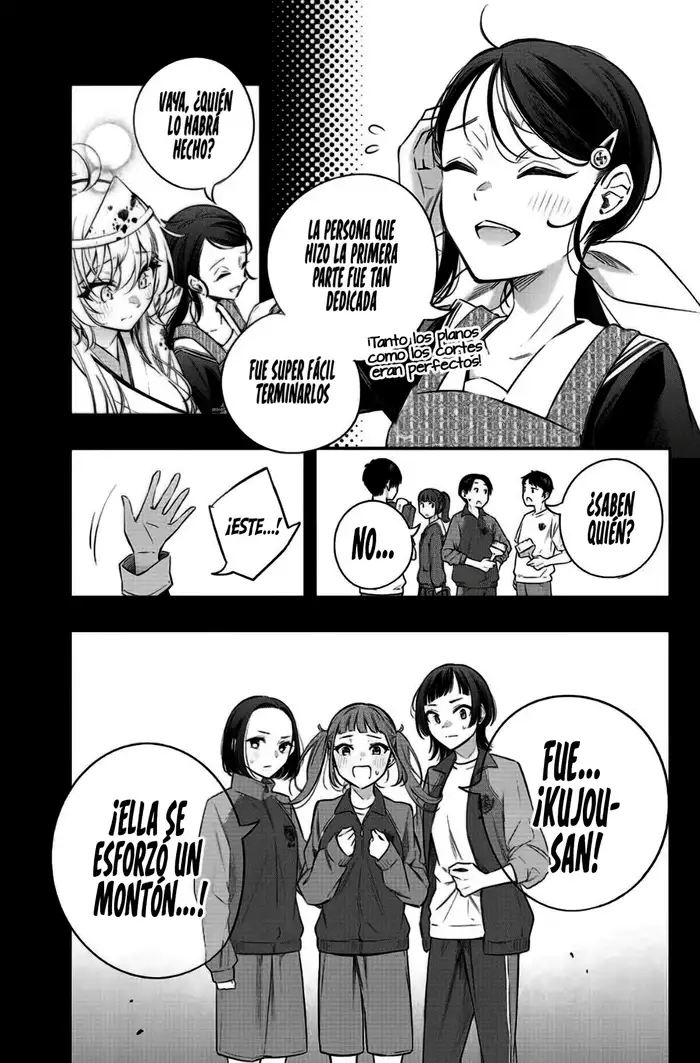 LA PERSONA QUE
HIZO LA PRIMERA
PARTE FUE TAN
DEDICADA
¡Tanto los planos
como los cortes
eran perfectos!
FUE SUPER FÁCIL
TERMINARLOS
VAYA, ¿QUIÉN
LO HABRÁ
HECHO?
¿SABEN
QUIÉN?
NO...
¡ESTE...!
FUE...
¡KUJOU-
SAN!
¡ELLA SE
ESFORZÓ UN
MONTÓN...!